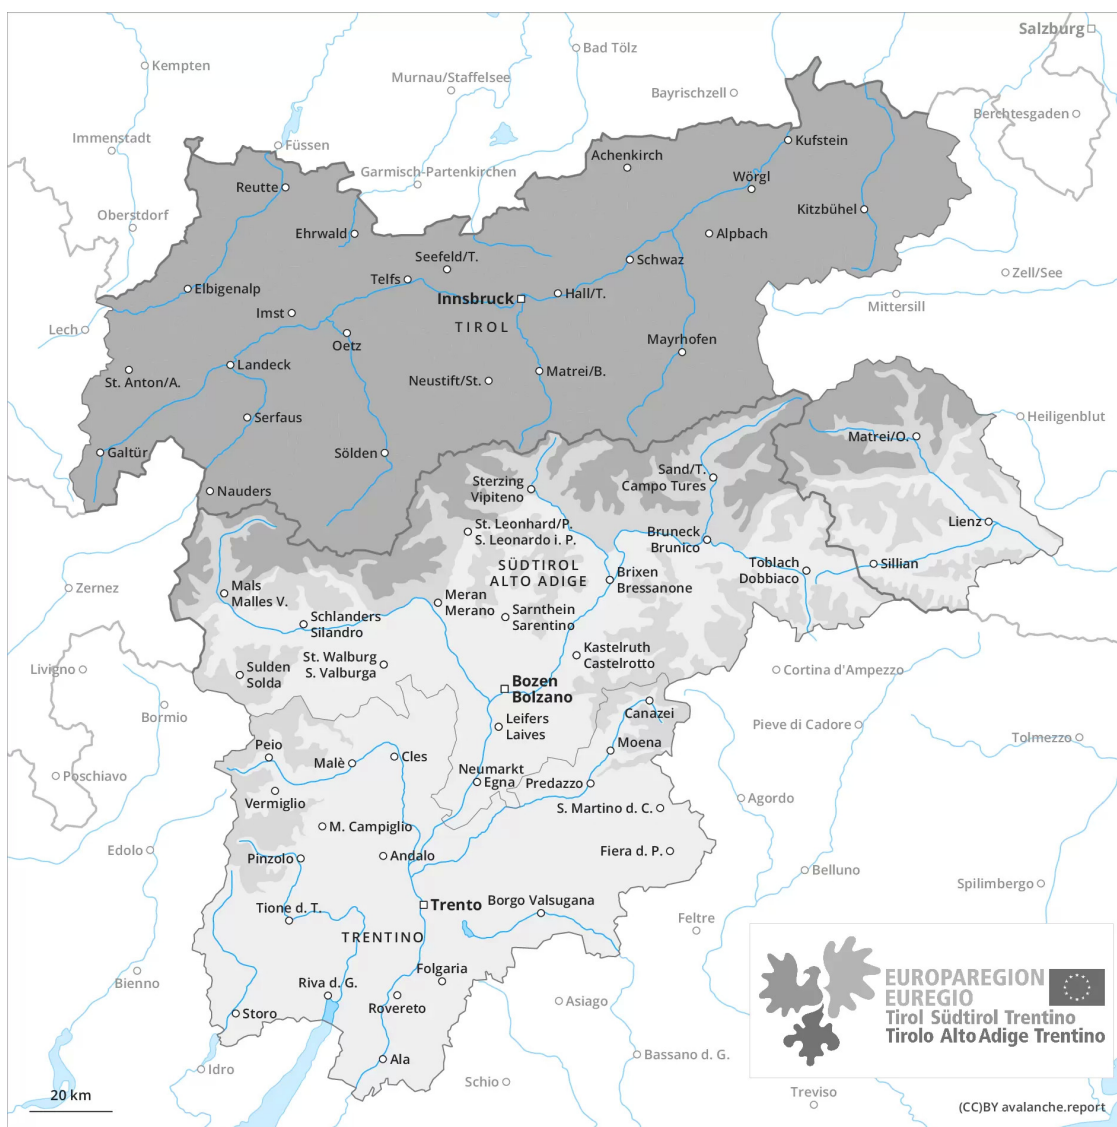 Salzburg
Bad Tölz
Kempten
Murnau/Staffelsee
Bayrischzell
Berchtesgaden
Immenstadt
Füssen
Kufstein
Achenkirch
Garmisch-Partenkirchen
Wörgl
Reutte
Oberstdorf
Kitzbühel
Ehrwald
Alpbach
Seefeld/T.
Schwaz
Zell/See
Telfs
Elbigenalp
Innsbruck
Hall/T.
Mittersill
Imst
TIROL
Lech
Oetz
Mayrhofen
Landeck
Matrei/B.
St. Anton/A.
Neustift/St.
Serfaus
Heiligenblut
Matrei/O.
Galtür
Sölden
Sand/T.
Campo Tures
Sterzing
Vipiteno
Nauders
St. Leonhard/P.
S. Leonardo i. P.
Lienz
Bruneck
Brunico
SÜDTIROL
ALTO ADIGE
Toblach
Dobbiaco
Sillian
Brixen
Bressanone
Zernez
Mals
Malles V.
Meran
Merano
Sarnthein
Sarentino
Schlanders
Silandro
Kastelruth
Castelrotto
St. Walburg
S. Valburga
Livigno
Sulden
Solda
Cortina d'Ampezzo
Bozen
Bolzano
Bormio
Canazei
Leifers
Laives
Pieve di Cadore
Tolmezzo
Peio
Moena
Cles
Malè
Poschiavo
Neumarkt
Egna
Predazzo
Vermiglio
Agordo
S. Martino d. C.
M. Campiglio
Edolo
Pinzolo
Andalo
Fiera d. P.
Belluno
Spilimbergo
Tione d. T.
Trento
Borgo Valsugana
Feltre
TRENTINO
Folgaria
Bienno
Riva d. G.
EUROPAREGION
EUREGIO
Tirol Südtirol Trentino
Tirolo Alto Adige Trentino
Asiago
Rovereto
Storo
Ala
Bassano d. G.
Idro
Schio
Treviso
20 km
(CC)BY avalanche.report